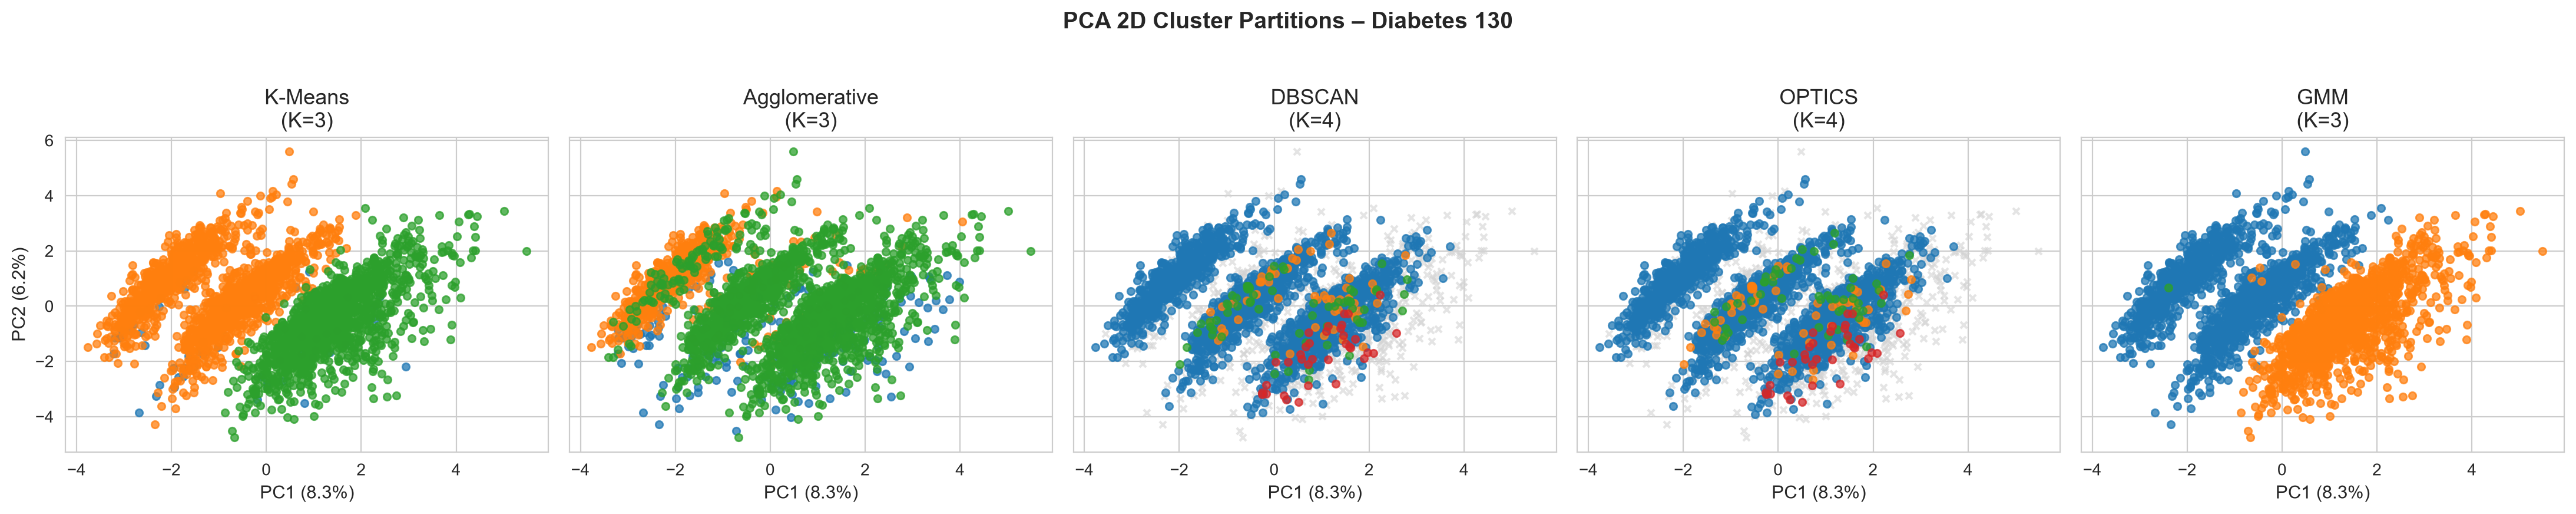 PCA 2D Cluster Partitions – Diabetes 130
K-Means
(K=3)
Agglomerative
(K=3)
DBSCAN
(K=4)
OPTICS
(K=4)
GMM
(K=3)
PC2 (6.2%)
6
4
2
0
−2
−4
−4 −2 0 2 4
−4 −2 0 2 4
−4 −2 0 2 4
−4 −2 0 2 4
−4 −2 0 2 4
PC1 (8.3%)
PC1 (8.3%)
PC1 (8.3%)
PC1 (8.3%)
PC1 (8.3%)